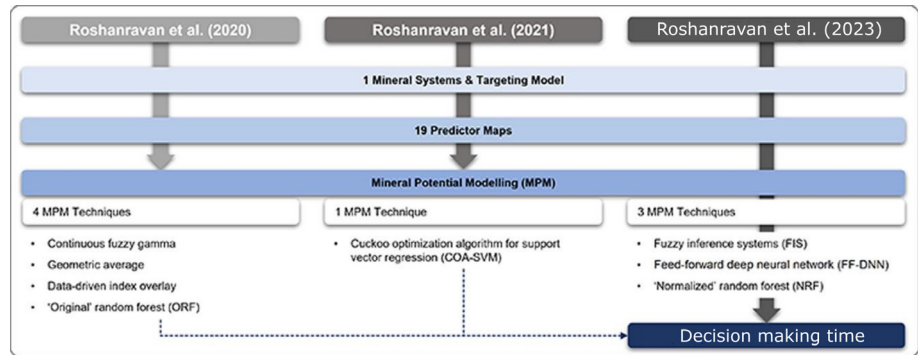 Roshanravan et al. (2020)
Roshanravan et al. (2021)
Roshanravan et al. (2023)
1 Mineral Systems & Targeting Model
19 Predictor Maps
Mineral Potential Modelling (MPM)
4 MPM Techniques
• Continuous fuzzy gamma
• Geometric average
• Data-driven index overlay
• 'Original' random forest (ORF)
1 MPM Technique
• Cuckoo optimization algorithm for support
vector regression (COA-SVM)
3 MPM Techniques
• Fuzzy inference systems (FIS)
• Feed-forward deep neural network (FF-DNN)
• 'Normalized' random forest (NRF)
Decision making time